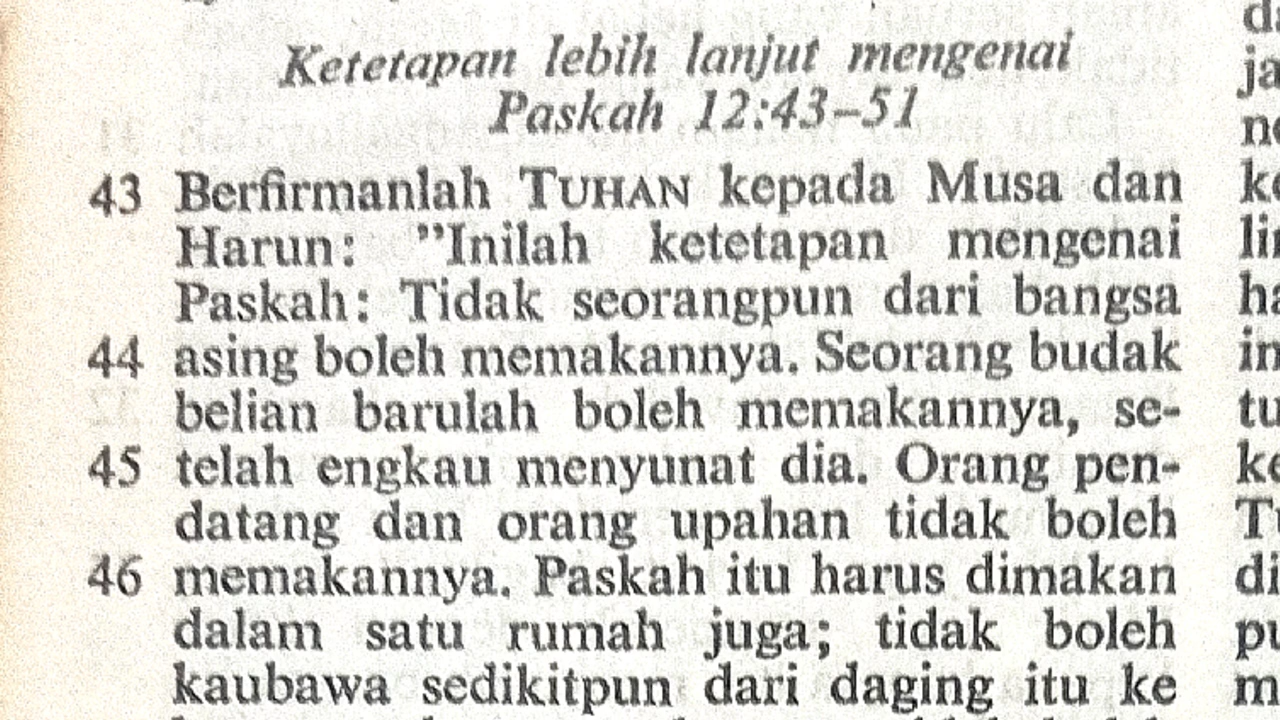 Ketetapan lebih lanjut mengenai
Paskah 12:43–51
43 Berfirmanlah TUHAN kepada Musa dan
Harun: ”Inilah ketetapan mengenai
Paskah: Tidak seorangpun dari bangsa
44 asing boleh memakannya. Seorang budak
belian barulah boleh memakannya, se-
45 telah engkau menyunat dia. Orang pen-
datang dan orang upahan tidak boleh
46 memakannya. Paskah itu harus dimakan
dalam satu rumah juga; tidak boleh
kaubawa sedikitpun dari daging itu ke